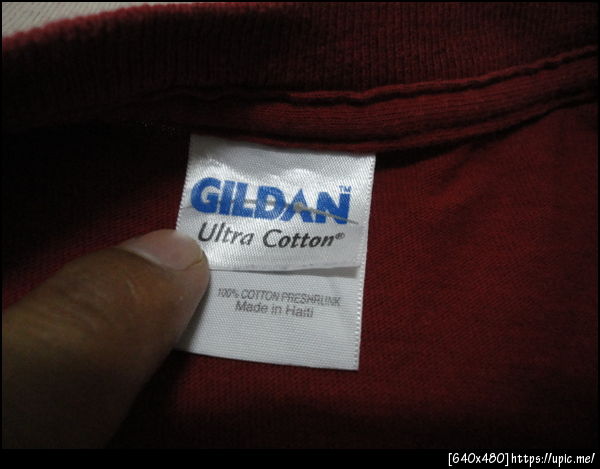 GILDAN™
Ultra Cotton®
100% COTTON PRESHRUNK
Made in Haiti
[640x480]https://upic.me/